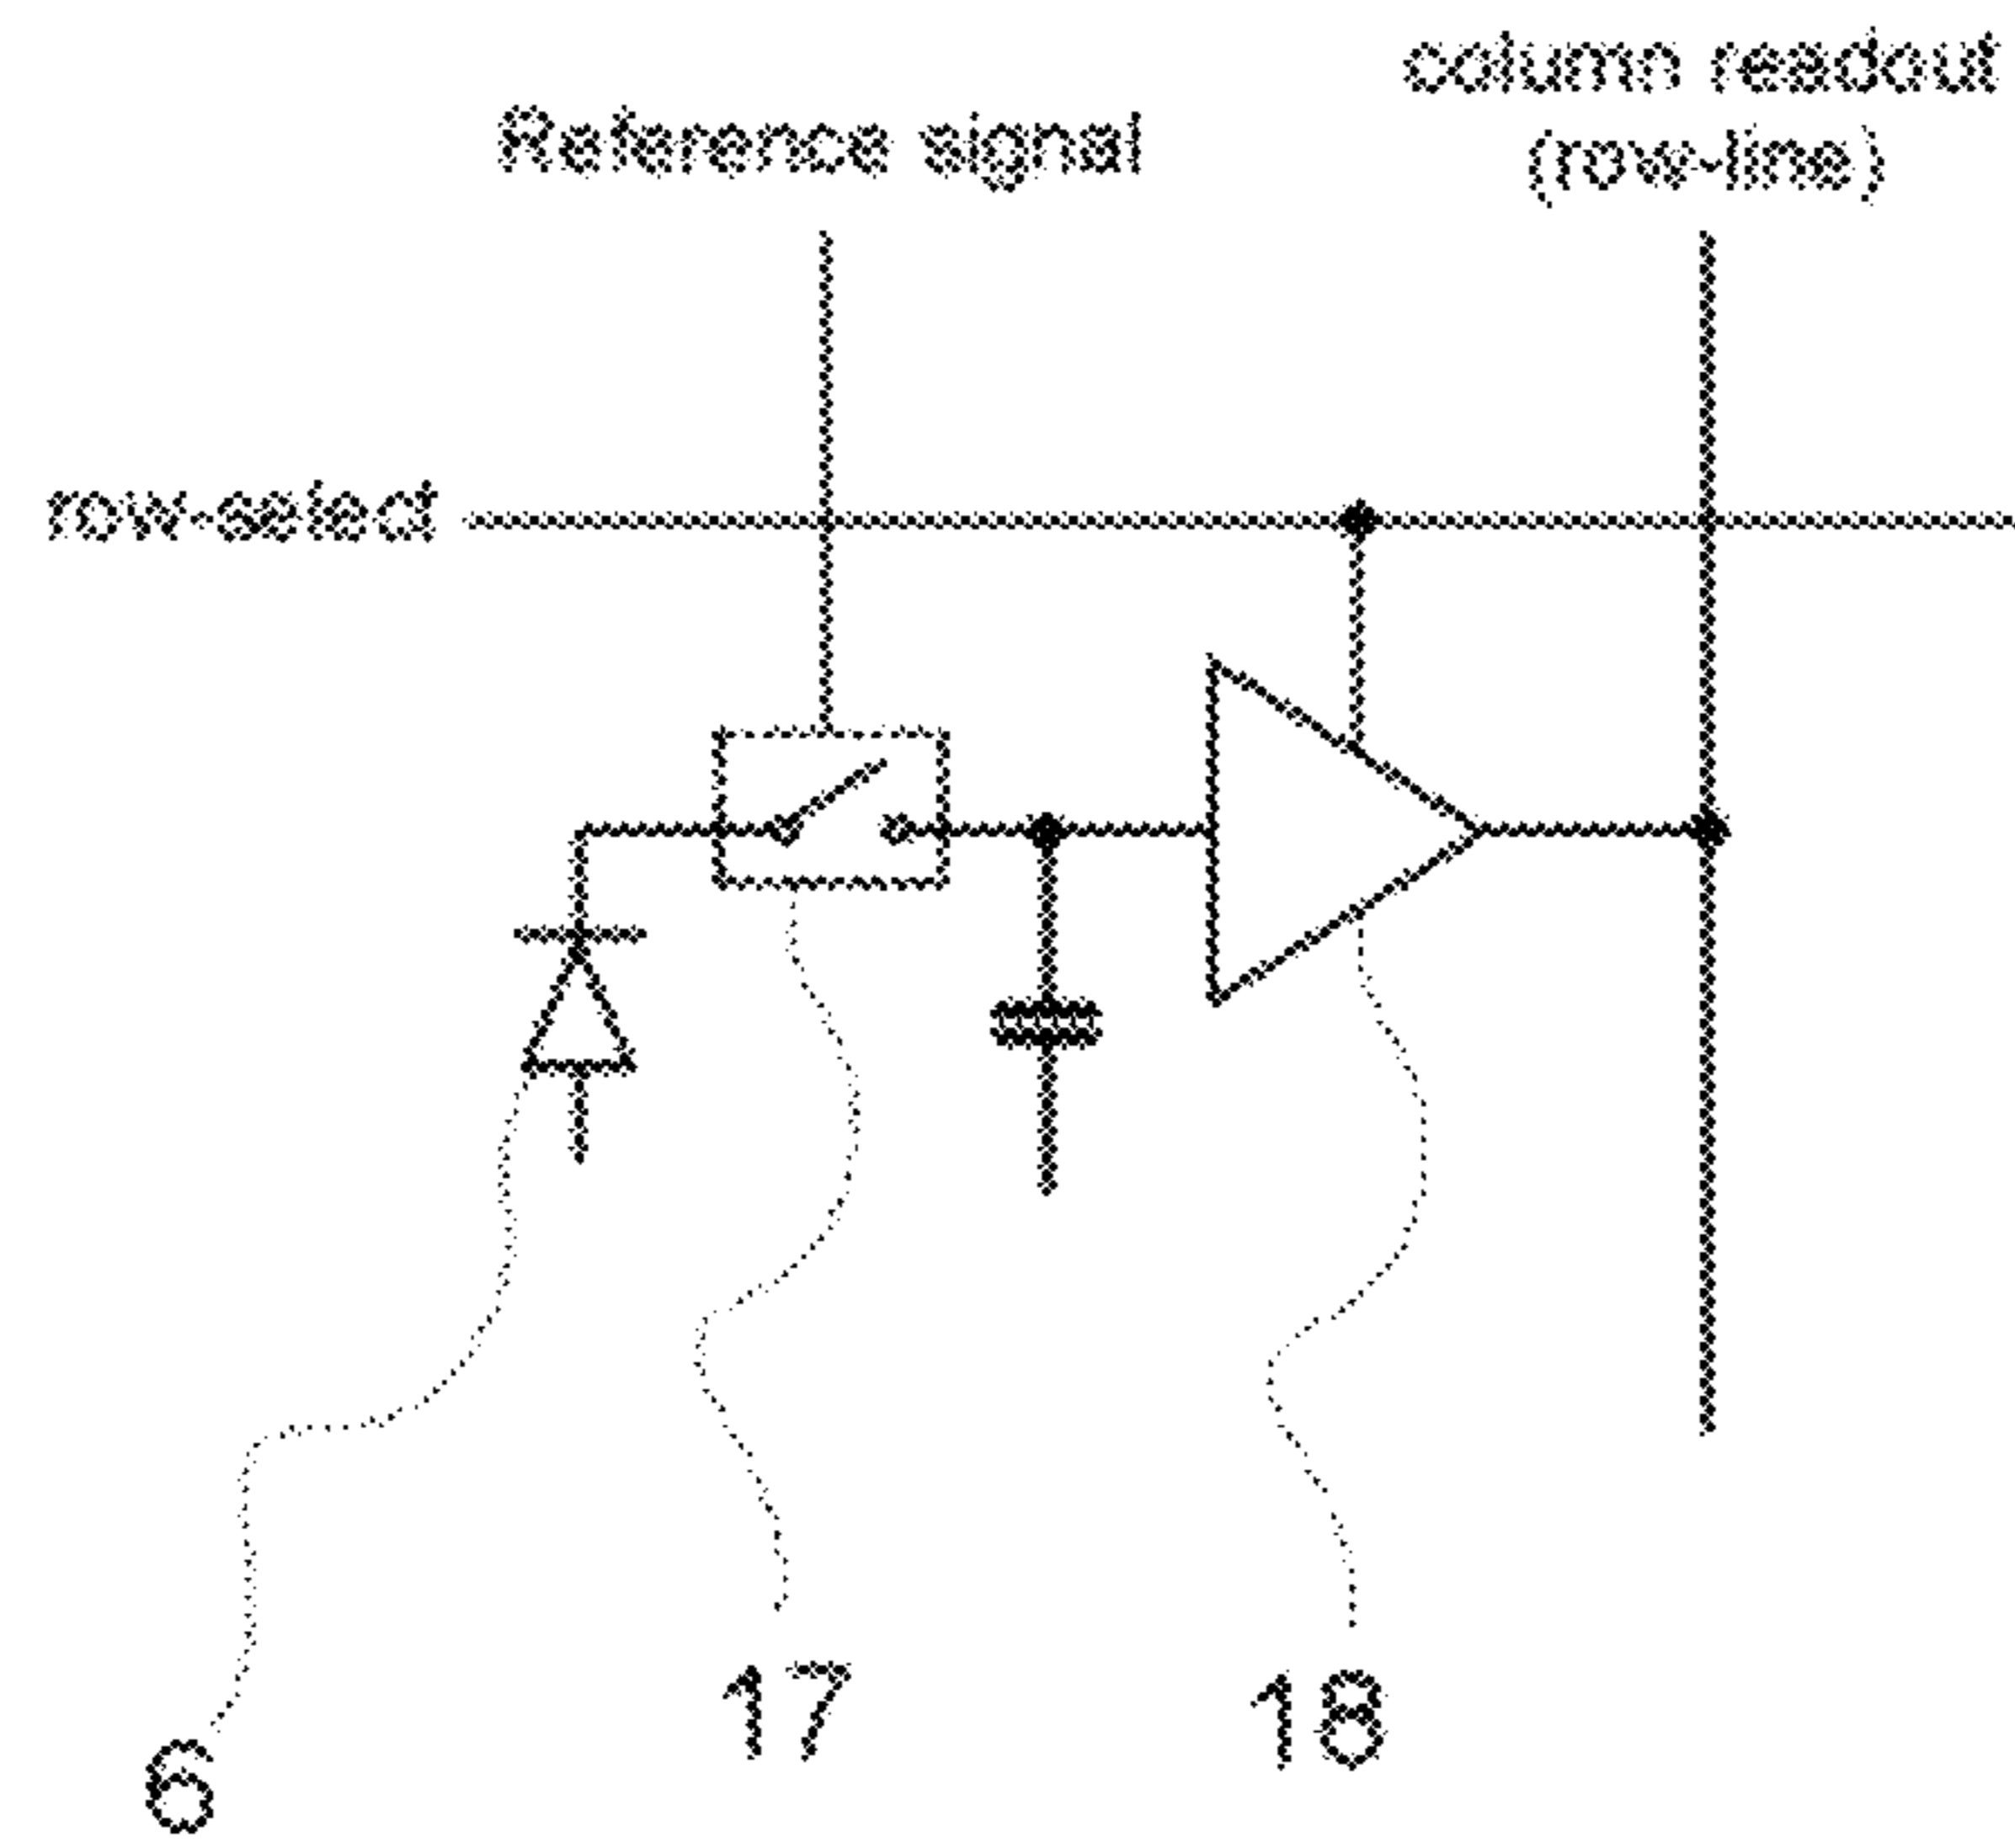 column readout
(row-line)
Reference signal
row-select
17
18
6